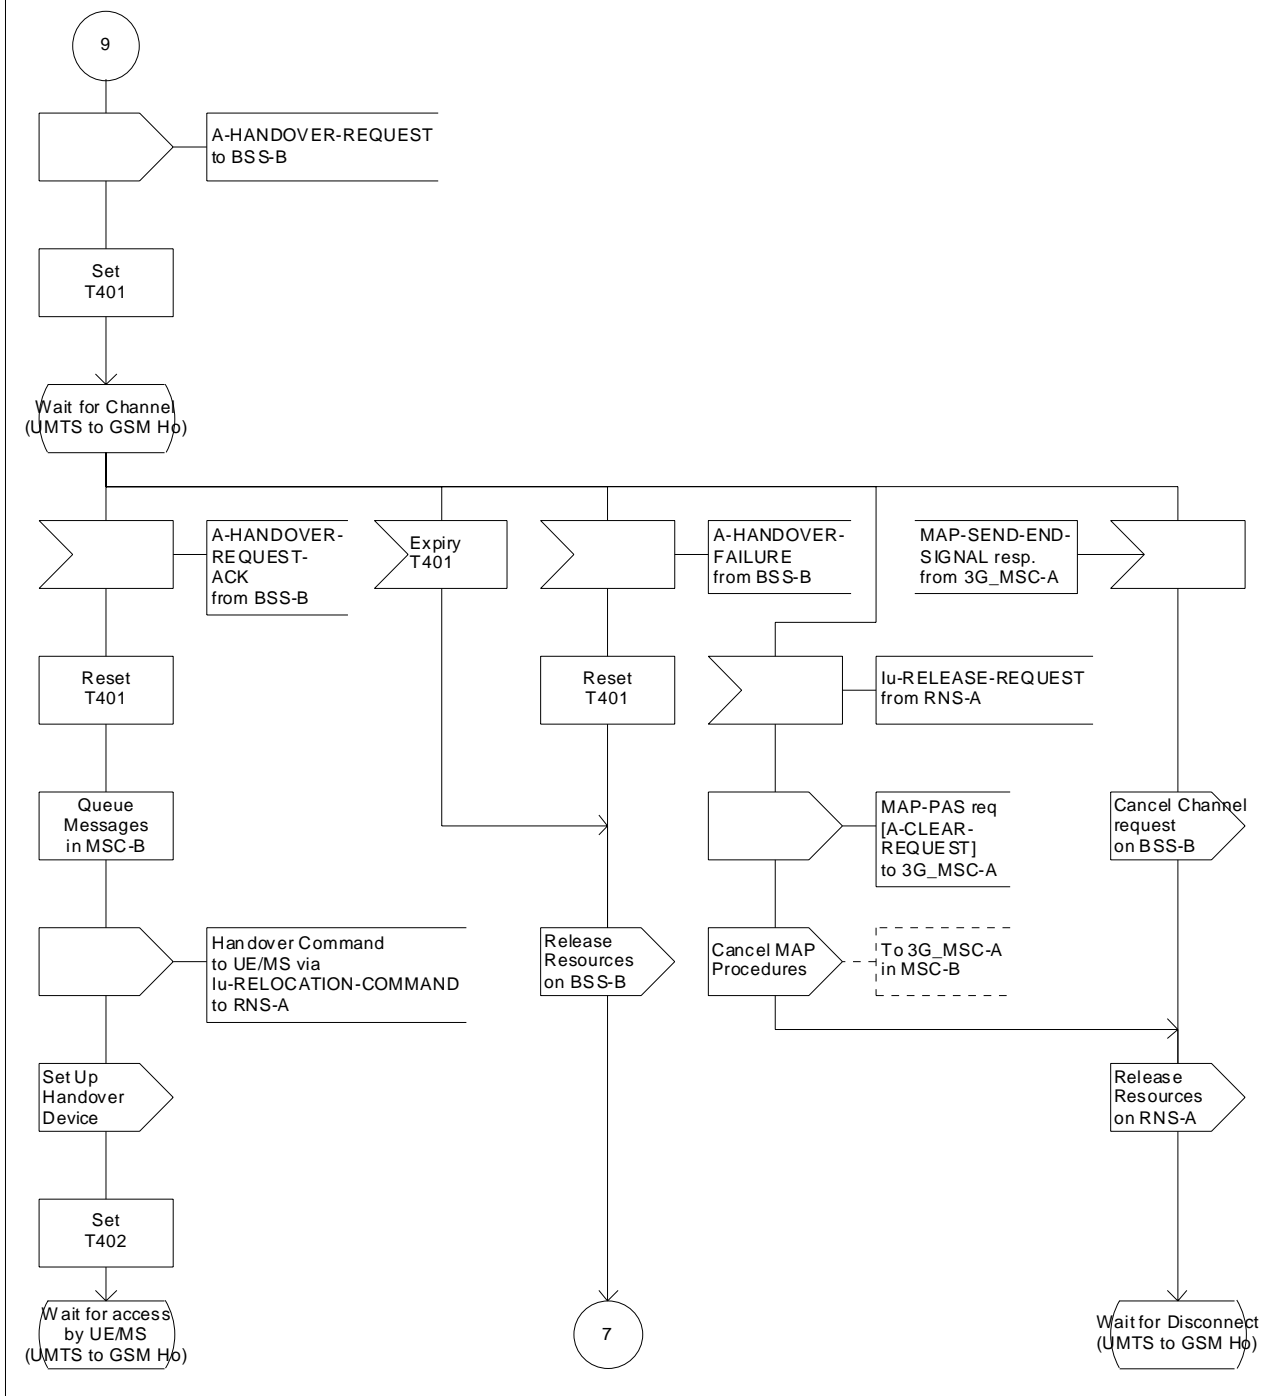 9
A-HANDOVER-REQUEST
to BSS-B
Set
T401
Wait for Channel
(UMTS to GSM Ho)
A-HANDOVER-
REQUEST-
ACK
from BSS-B
Expiry
T401
A-HANDOVER-
FAILURE
from BSS-B
MAP-SEND-END-
SIGNAL resp.
from 3G_MSC-A
Reset
T401
Reset
T401
Iu-RELEASE-REQUEST
from RNS-A
Queue
Messages
in MSC-B
MAP-PAS req
[A-CLEAR-
REQUEST]
to 3G_MSC-A
Cancel Channel
request
on BSS-B
Handover Command
to UE/MS via
Iu-RELOCATION-COMMAND
to RNS-A
Release
Resources
on BSS-B
Cancel MAP
Procedures
To 3G_MSC-A
in MSC-B
Set Up
Handover
Device
Release
Resources
on RNS-A
Set
T402
Wait for access
by UE/MS
(UMTS to GSM Ho)
7
Wait for Disconnect
(UMTS to GSM Ho)